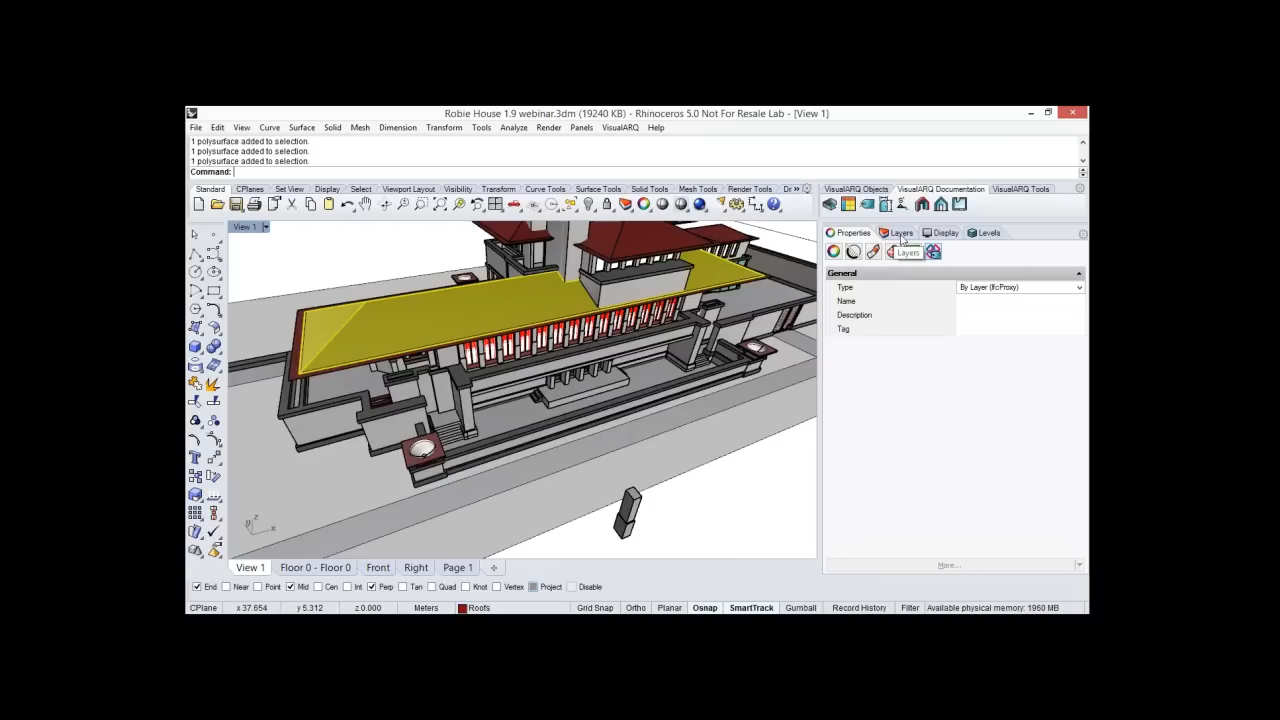 Robie House 1.9 webinar.3dm (19240 KB) - Rhinoceros 5.0 Not For Resale Lab - [View 1]
File Edit View Curve Surface Solid Mesh Dimension Transform Tools Analyze Render Panels VisualARQ Help
1 polysurface added to selection.
1 polysurface added to selection.
1 polysurface added to selection.
Command:
Standard CPlanes Set View Display Select Viewport Layout Visibility Transform Curve Tools Surface Tools Solid Tools Mesh Tools Render Tools Dr »
VisualARQ Objects VisualARQ Documentation VisualARQ Tools
View 1
Properties Layers Display Levels
Layers
General
Type By Layer (IfcProxy)
Name
Description
Tag
z
y
x
More...
View 1 Floor 0 - Floor 0 Front Right Page 1
End Near Point Mid Cen Int Perp Tan Quad Knot Vertex Project Disable
CPlane x 37.654 y 5.312 z 0.000 Meters Roofs Grid Snap Ortho Planar Osnap SmartTrack Gumball Record History Filter Available physical memory: 1960 MB